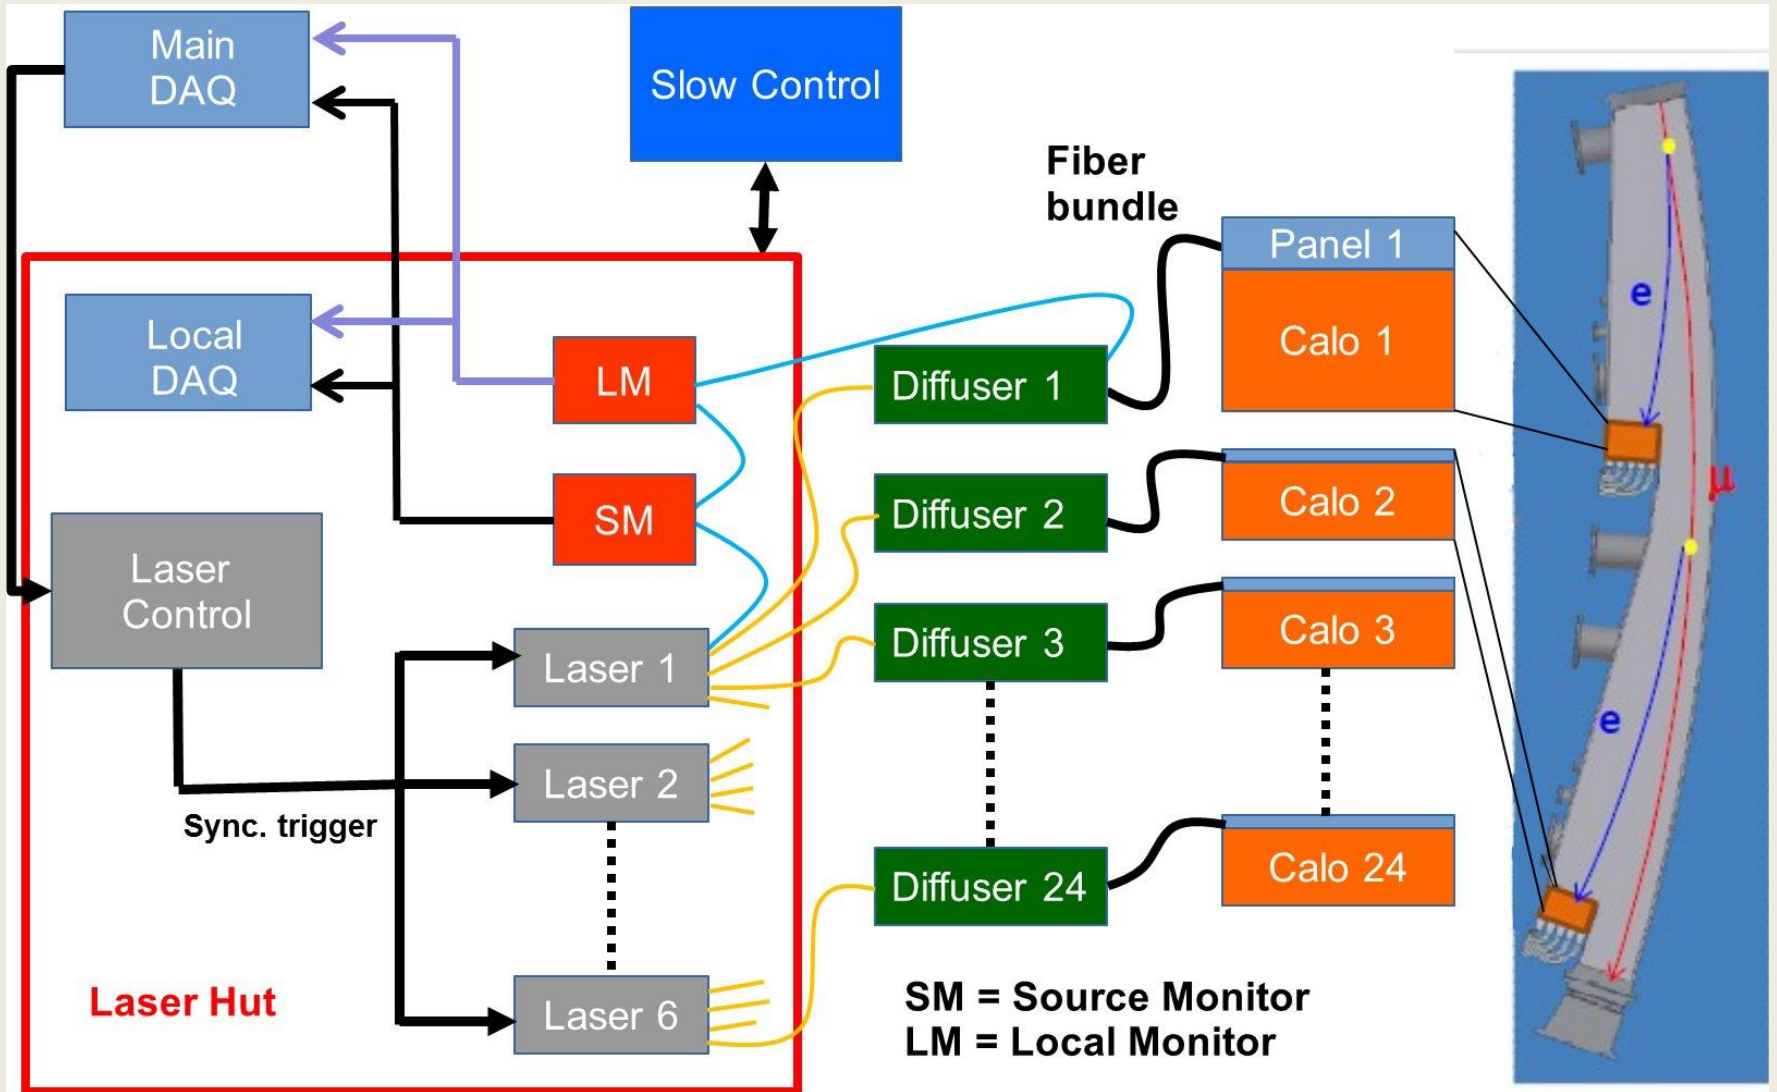 Main
DAQ
Slow Control
Fiber
bundle
Panel 1
Calo 1
Local
DAQ
LM
Diffuser 1
e
SM
Diffuser 2
Calo 2
μ
Laser
Control
Laser 1
Diffuser 3
Calo 3
e
Laser 2
Sync. trigger
Diffuser 24
Calo 24
Laser Hut
Laser 6
SM = Source Monitor
LM = Local Monitor